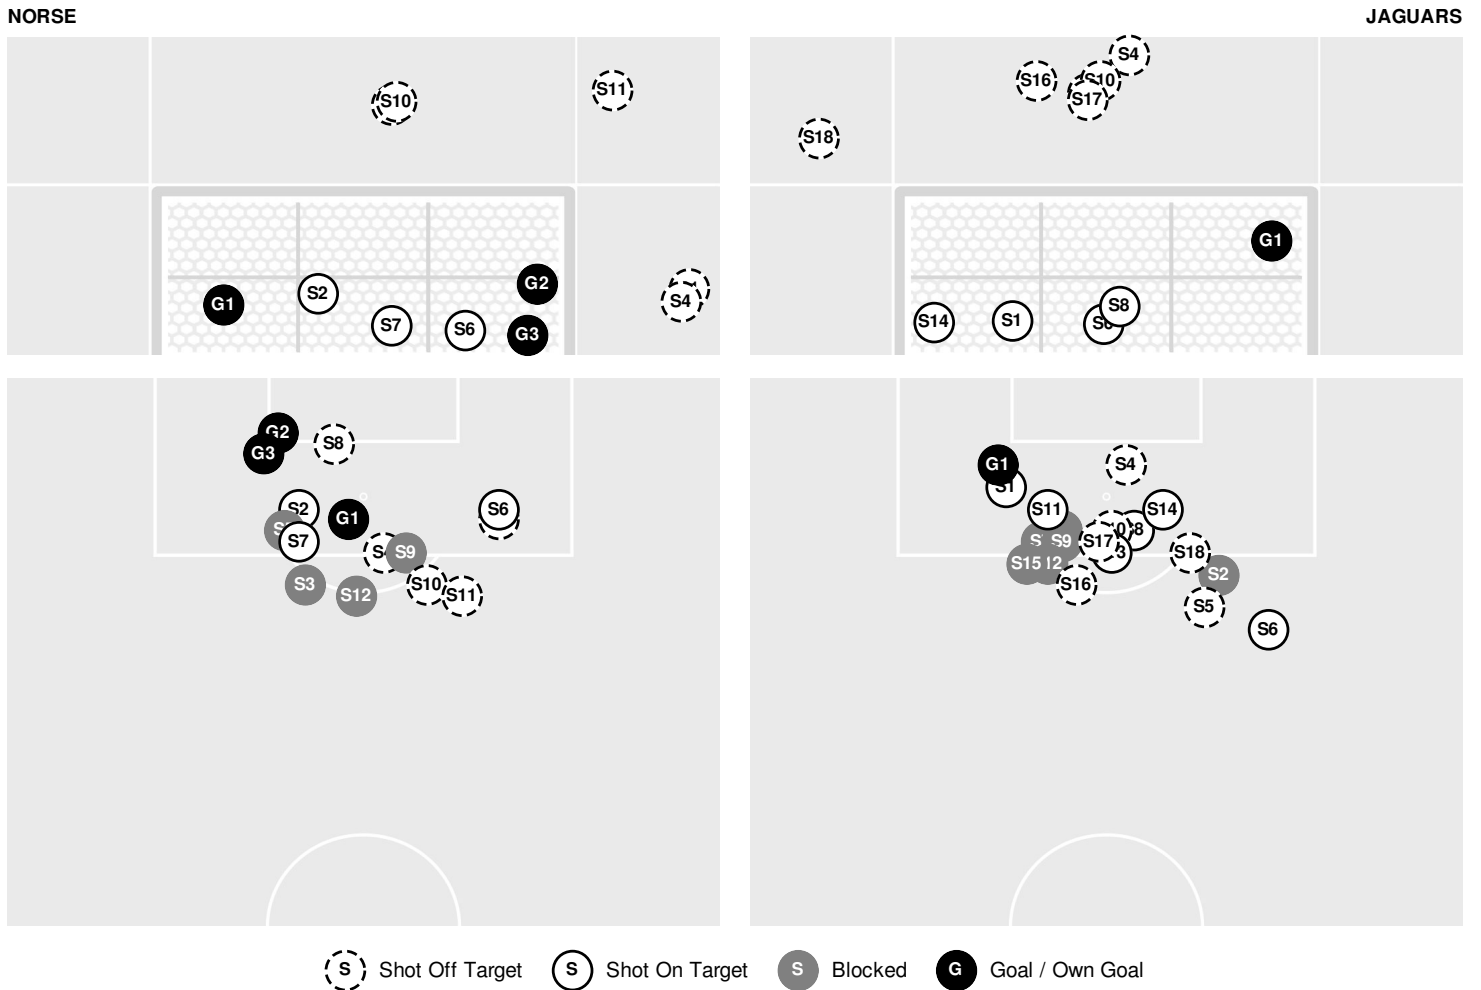 NORSE JAGUARS
S10 S11
G1 S2 S7 S6 G2 G3 S4
S16 S10 S4 S17 S18
G1 S14 S1 S8
G2 G3 S8
S2 G1 S6 S7 S9
S3 S12 S10 S11
G1 S1 S4
S11 S14 S9 S17 S18
S15 S16 S2 S5 S6
S Shot Off Target S Shot On Target S Blocked G Goal / Own Goal